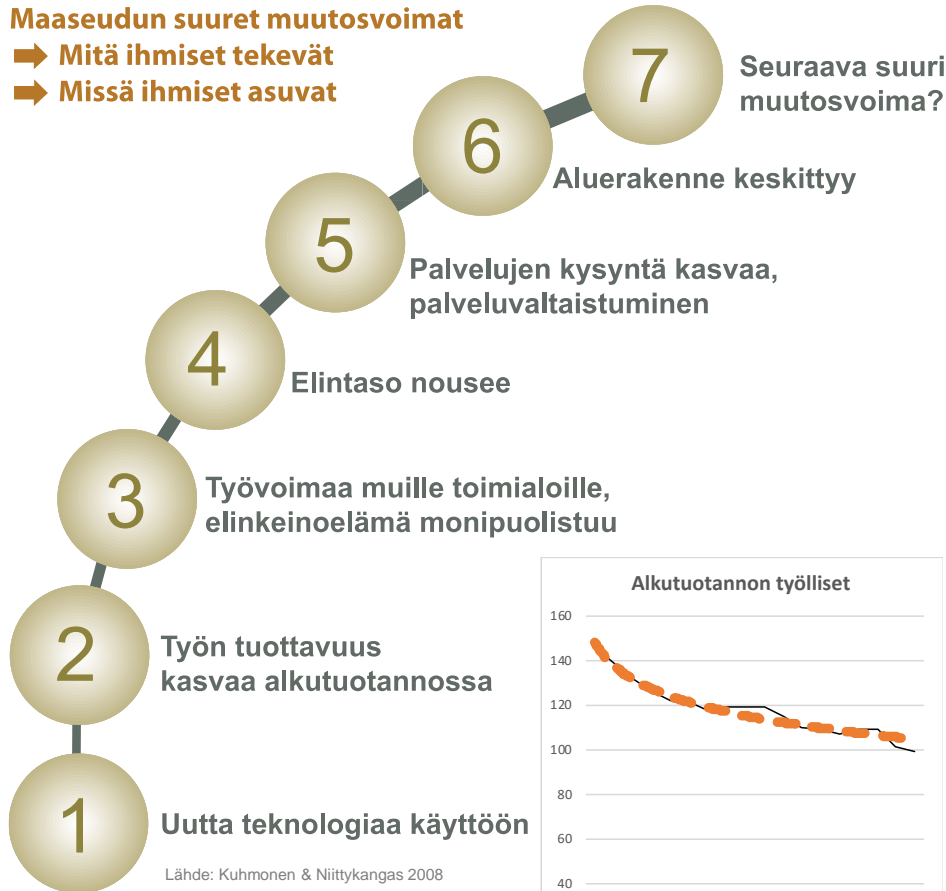 Maaseudun suuret muutosvoimat
Mitä ihmiset tekevät
Missä ihmiset asuvat
7
Seuraava suuri
muutosvoima?
6
Aluerakenne keskittyy
5
Palvelujen kysyntä kasvaa,
palveluvaltaistuminen
4
Elintaso nousee
3
Työvoimaa muille toimialoille,
elinkeinoelämä monipuolistuu
2
Työn tuottavuus
kasvaa alkutuotannossa
1
Uutta teknologiaa käyttöön
Lähde: Kuhmonen & Niittykangas 2008
Alkutuotannon työlliset
160
140
120
100
80
60
40